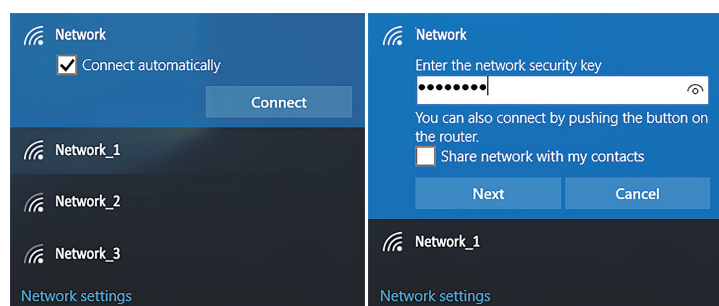 Network
Connect automatically
Connect
Network_1
Network_2
Network_3
Network settings
Network
Enter the network security key
••••••••
You can also connect by pushing the button on
the router.
Share network with my contacts
Next
Cancel
Network_1
Network settings